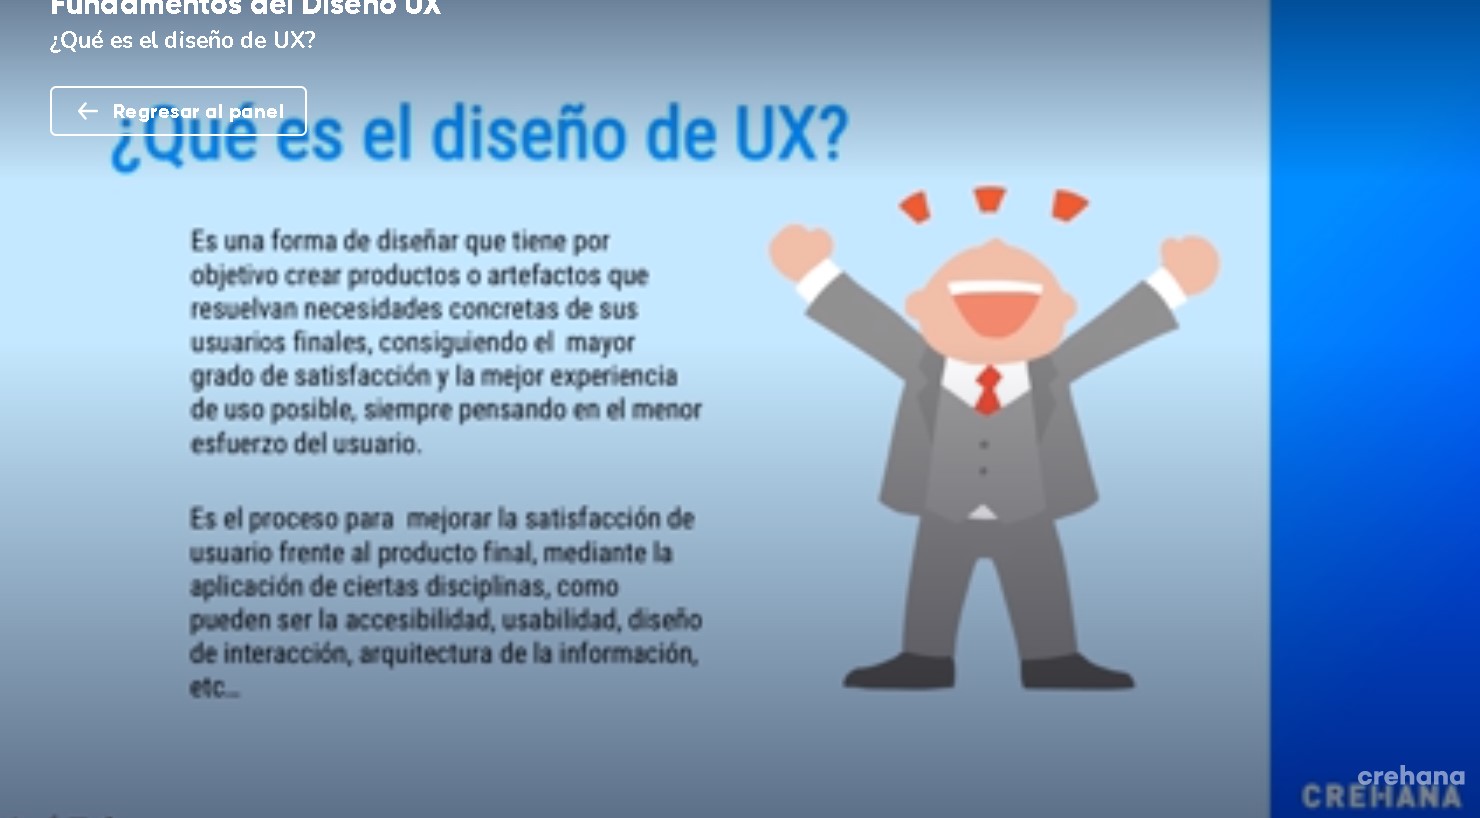 Fundamentos del Diseño UX
¿Qué es el diseño de UX?
Regresar al panel
¿Qué es el diseño de UX?
Es una forma de diseñar que tiene por
objetivo crear productos o artefactos que
resuelvan necesidades concretas de sus
usuarios finales, consiguiendo el mayor
grado de satisfacción y la mejor experiencia
de uso posible, siempre pensando en el menor
esfuerzo del usuario.
Es el proceso para mejorar la satisfacción de
usuario frente al producto final, mediante la
aplicación de ciertas disciplinas, como
pueden ser la accesibilidad, usabilidad, diseño
de interacción, arquitectura de la información,
etc...
crehana
CREHANA